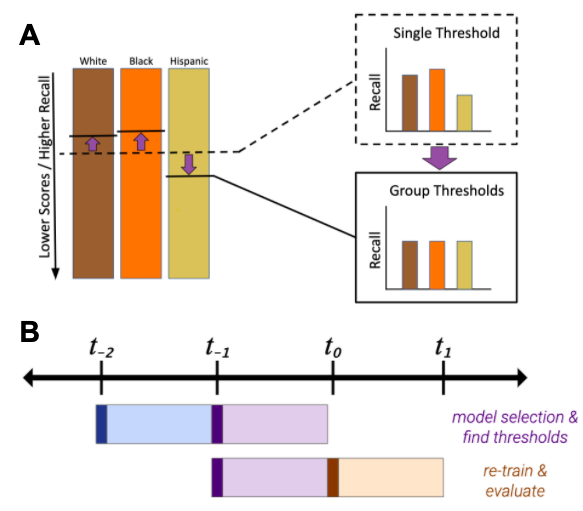 A
White Black Hispanic
Lower Scores / Higher Recall
Single Threshold
Recall
Group Thresholds
Recall
B
t₋₂ t₋₁ t₀ t₁
model selection &
find thresholds
re-train &
evaluate